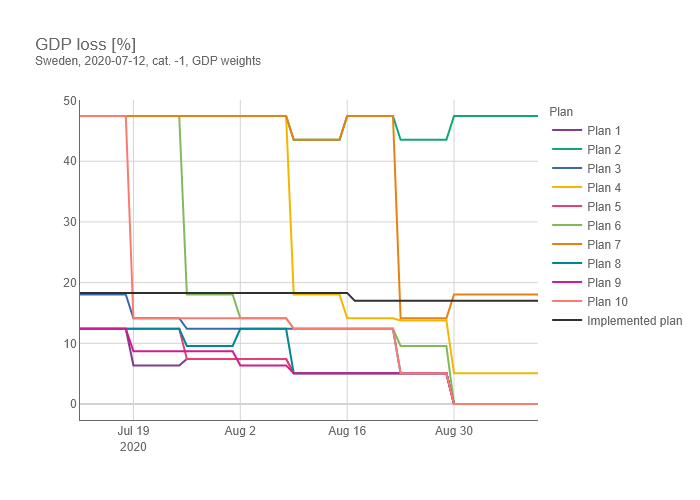 GDP loss [%]
Sweden, 2020-07-12, cat. -1, GDP weights
50
40
30
20
10
0
Jul 19
2020
Aug 2
Aug 16
Aug 30
Plan
Plan 1
Plan 2
Plan 3
Plan 4
Plan 5
Plan 6
Plan 7
Plan 8
Plan 9
Plan 10
Implemented plan